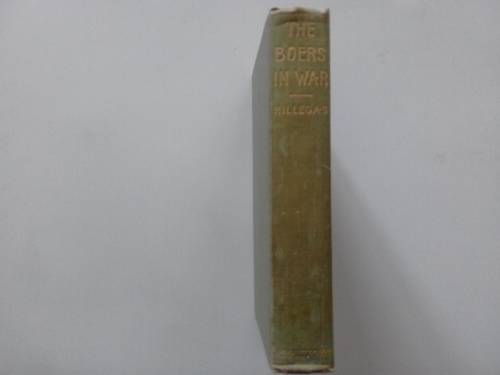 THE
BOERS
IN WAR
HILLEGAS